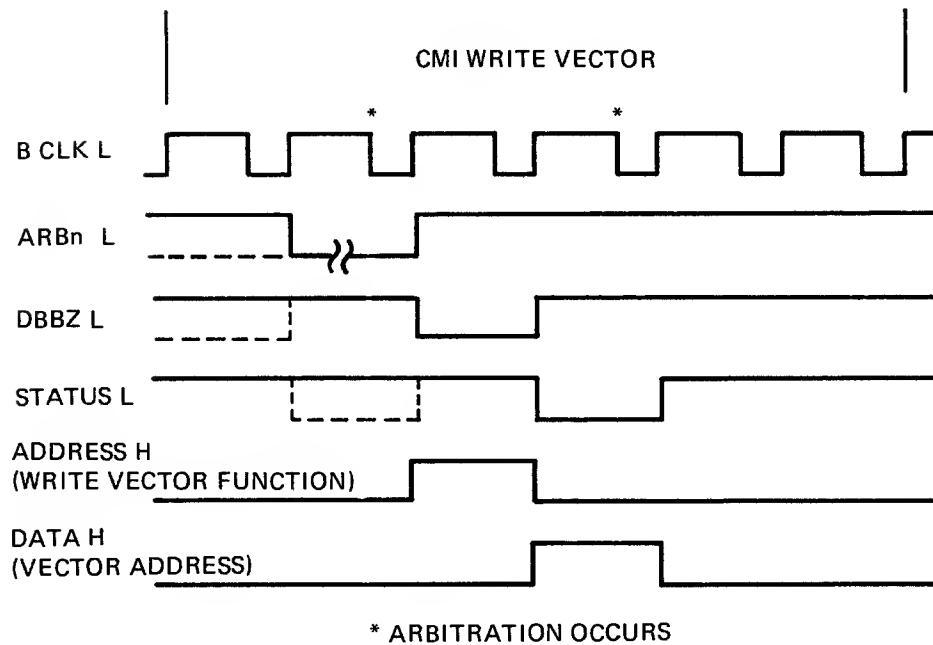 CMI WRITE VECTOR
* *
B CLK L
ARBn L
DBBZ L
STATUS L
ADDRESS H
(WRITE VECTOR FUNCTION)
DATA H
(VECTOR ADDRESS)
* ARBITRATION OCCURS